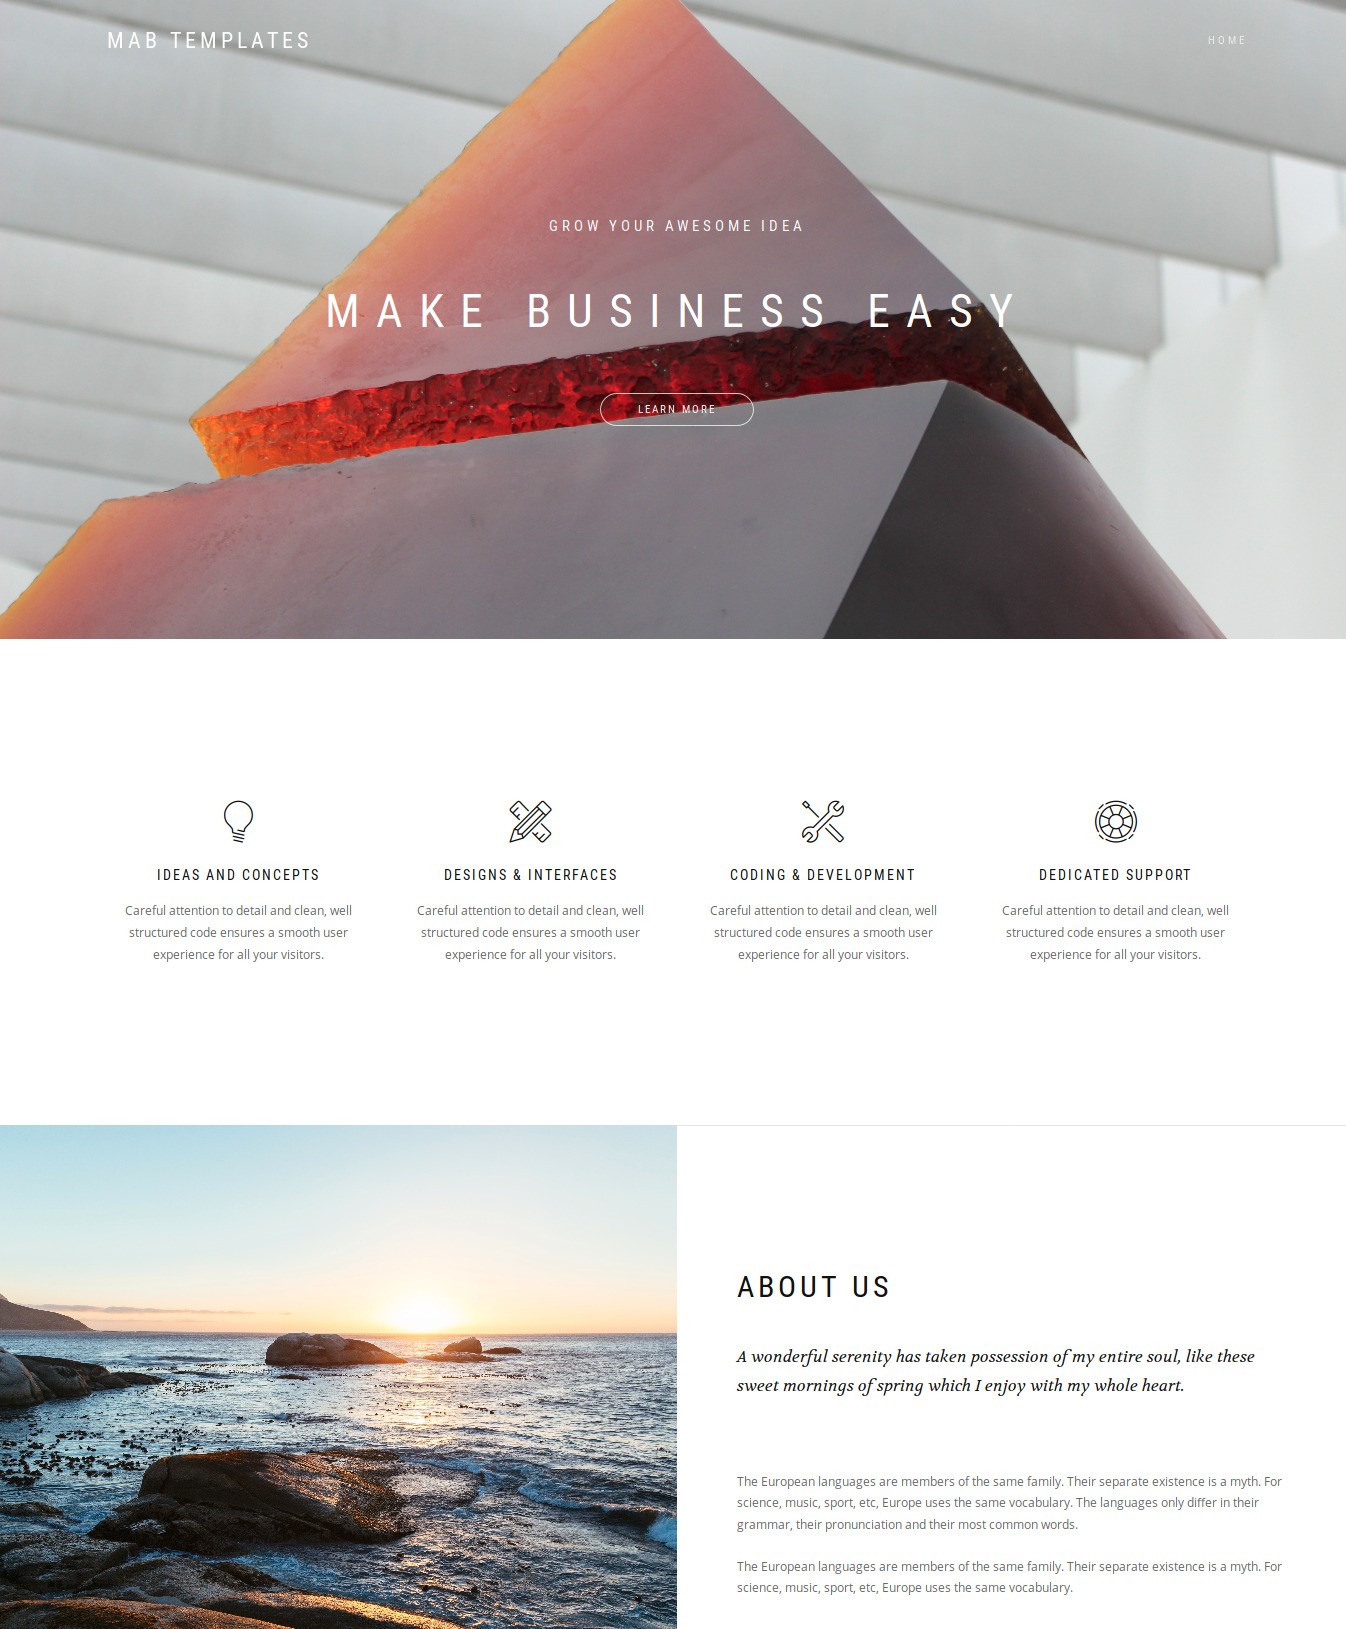 MAB TEMPLATES
HOME
GROW YOUR AWESOME IDEA
MAKE BUSINESS EASY
LEARN MORE
IDEAS AND CONCEPTS
Careful attention to detail and clean, well
structured code ensures a smooth user
experience for all your visitors.
DESIGNS & INTERFACES
Careful attention to detail and clean, well
structured code ensures a smooth user
experience for all your visitors.
CODING & DEVELOPMENT
Careful attention to detail and clean, well
structured code ensures a smooth user
experience for all your visitors.
DEDICATED SUPPORT
Careful attention to detail and clean, well
structured code ensures a smooth user
experience for all your visitors.
ABOUT US
A wonderful serenity has taken possession of my entire soul, like these
sweet mornings of spring which I enjoy with my whole heart.
The European languages are members of the same family. Their separate existence is a myth. For
science, music, sport, etc, Europe uses the same vocabulary. The languages only differ in their
grammar, their pronunciation and their most common words.
The European languages are members of the same family. Their separate existence is a myth. For
science, music, sport, etc, Europe uses the same vocabulary.